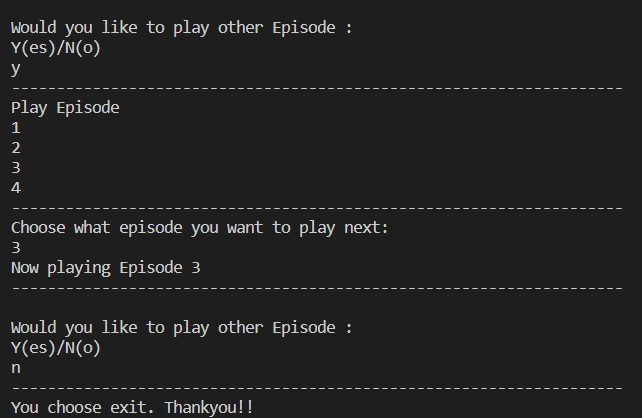 Would you like to play other Episode :
Y(es)/N(o)
y
--------------------------------------------------------------------
Play Episode
1
2
3
4
--------------------------------------------------------------------
Choose what episode you want to play next:
3
Now playing Episode 3
--------------------------------------------------------------------
Would you like to play other Episode :
Y(es)/N(o)
n
--------------------------------------------------------------------
You choose exit. Thankyou!!